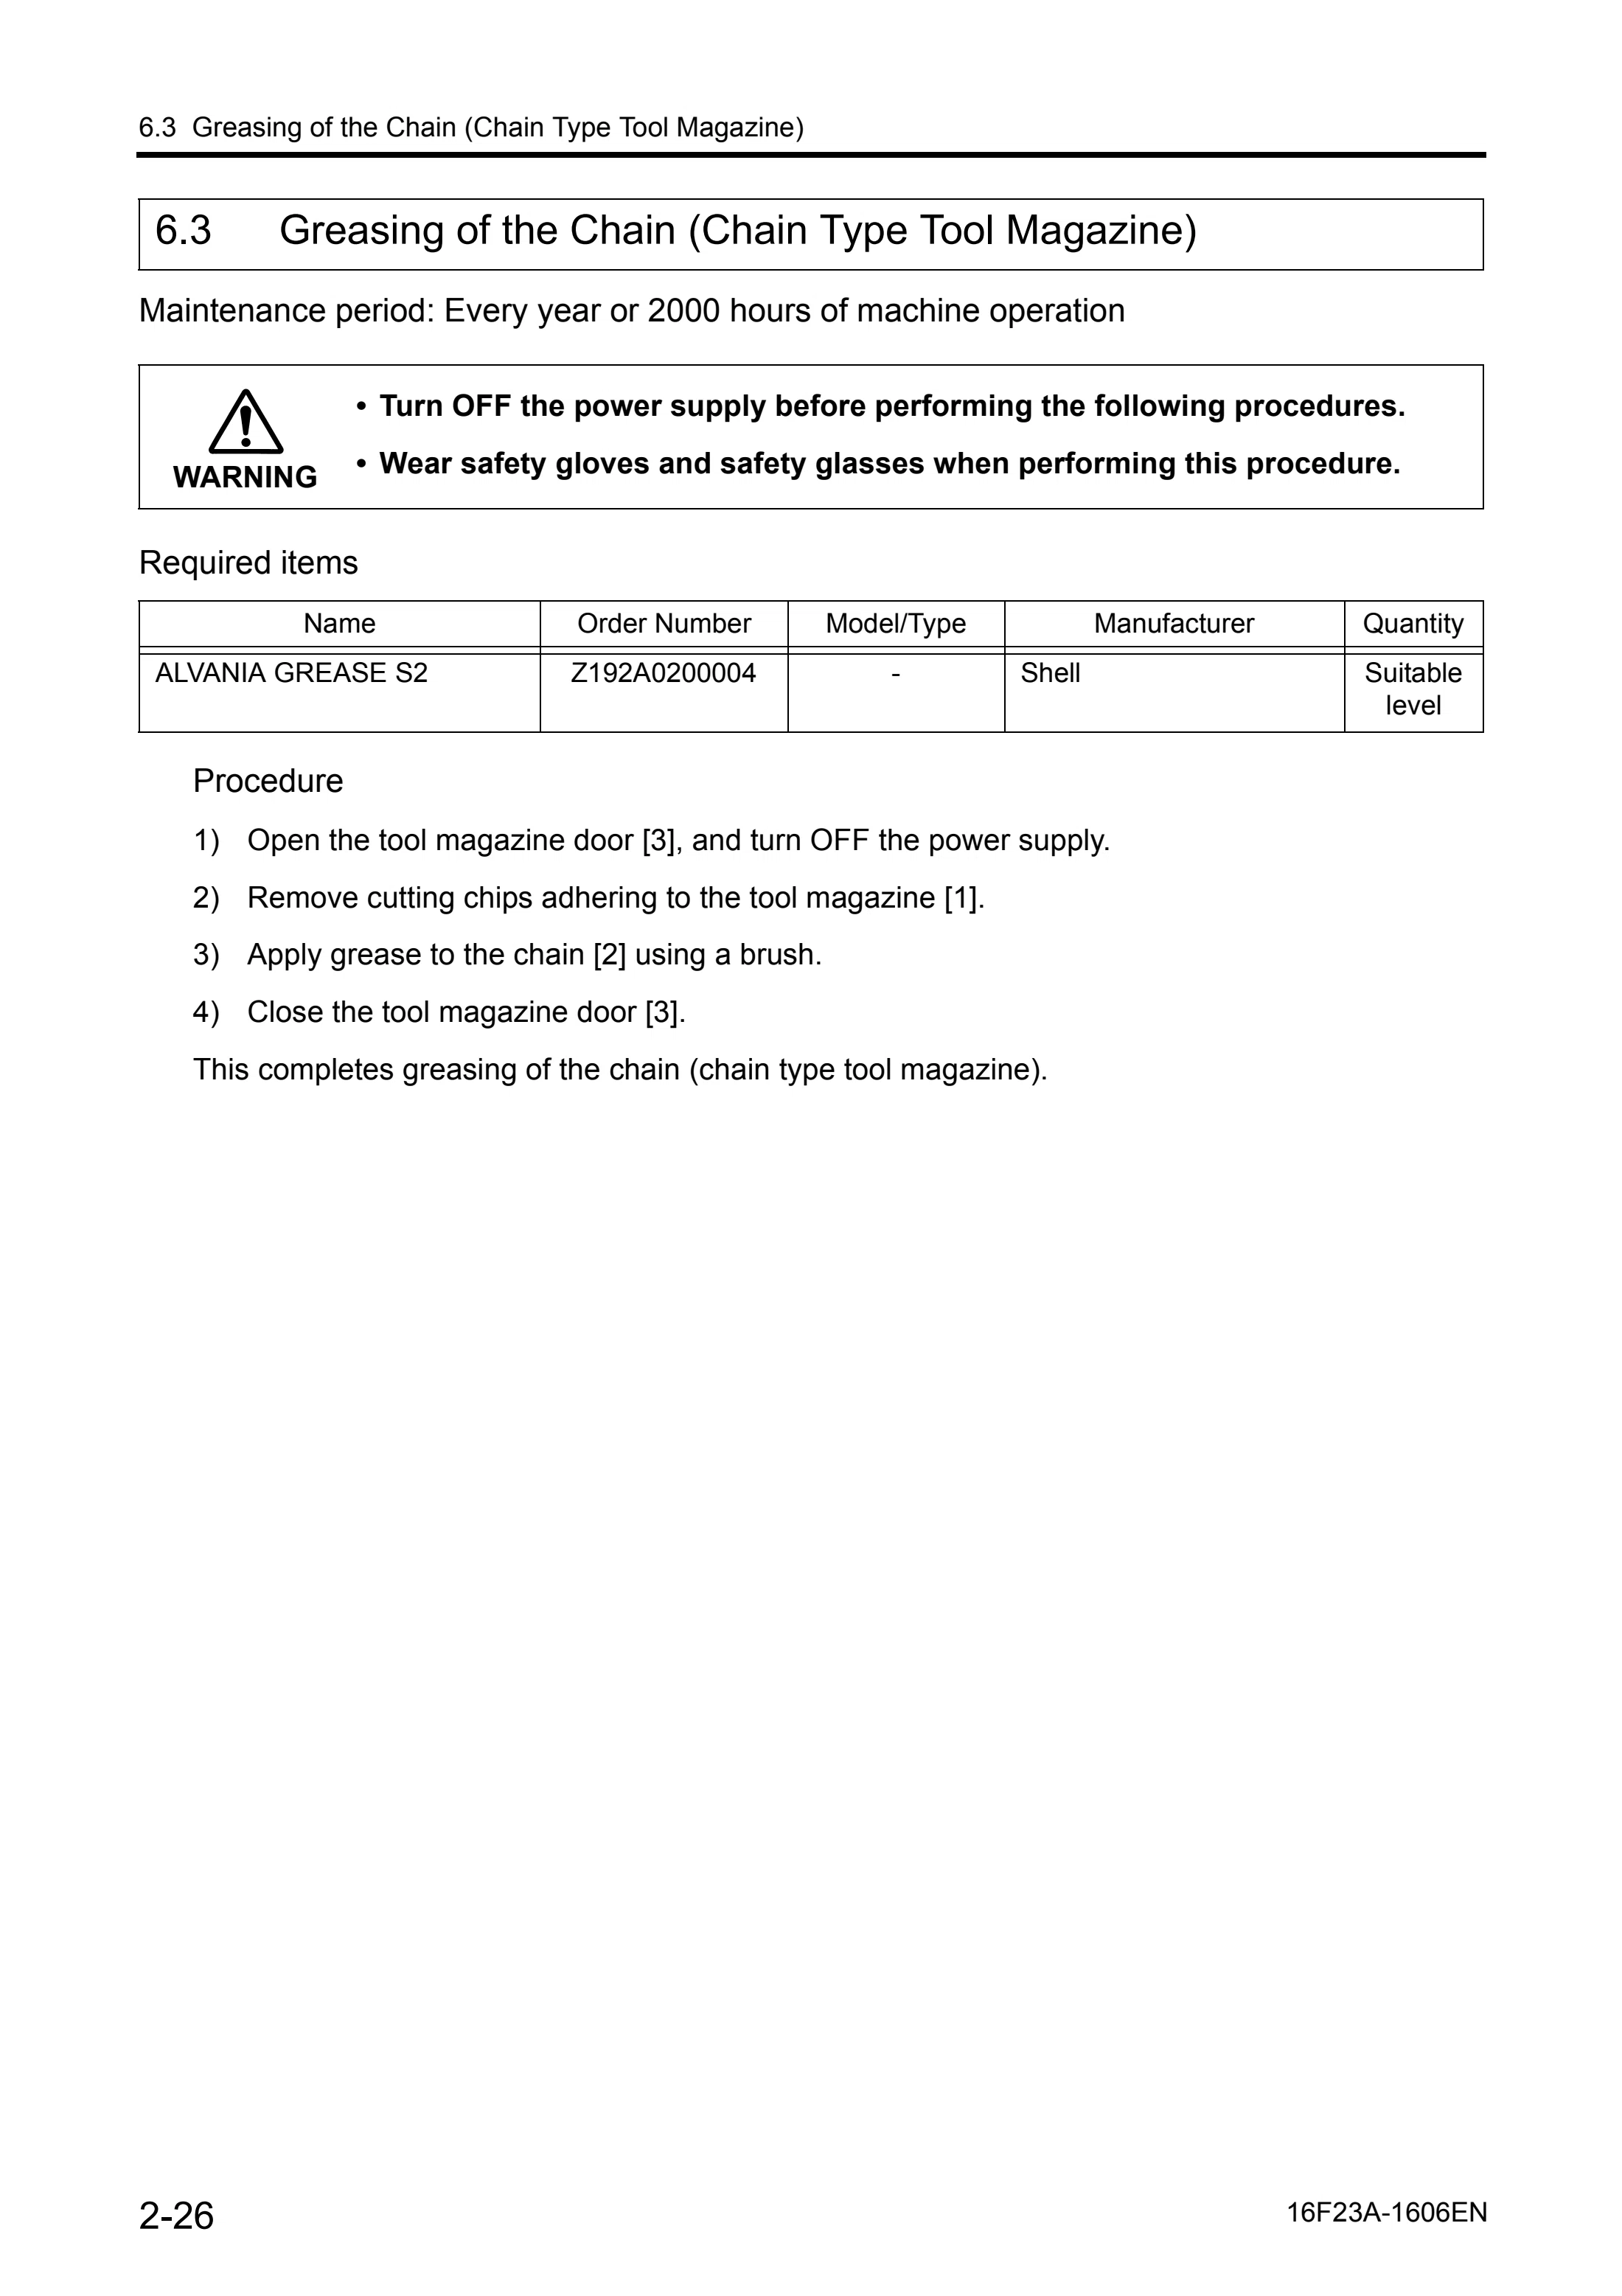 6.3 Greasing of the Chain (Chain Type Tool Magazine)
6.3 Greasing of the Chain (Chain Type Tool Magazine)
Maintenance period: Every year or 2000 hours of machine operation
WARNING
• Turn OFF the power supply before performing the following procedures.
• Wear safety gloves and safety glasses when performing this procedure.
Required items
Name Order Number Model/Type Manufacturer Quantity
ALVANIA GREASE S2 Z192A0200004 - Shell Suitable
level
Procedure
1) Open the tool magazine door [3], and turn OFF the power supply.
2) Remove cutting chips adhering to the tool magazine [1].
3) Apply grease to the chain [2] using a brush.
4) Close the tool magazine door [3].
This completes greasing of the chain (chain type tool magazine).
2-26 16F23A-1606EN